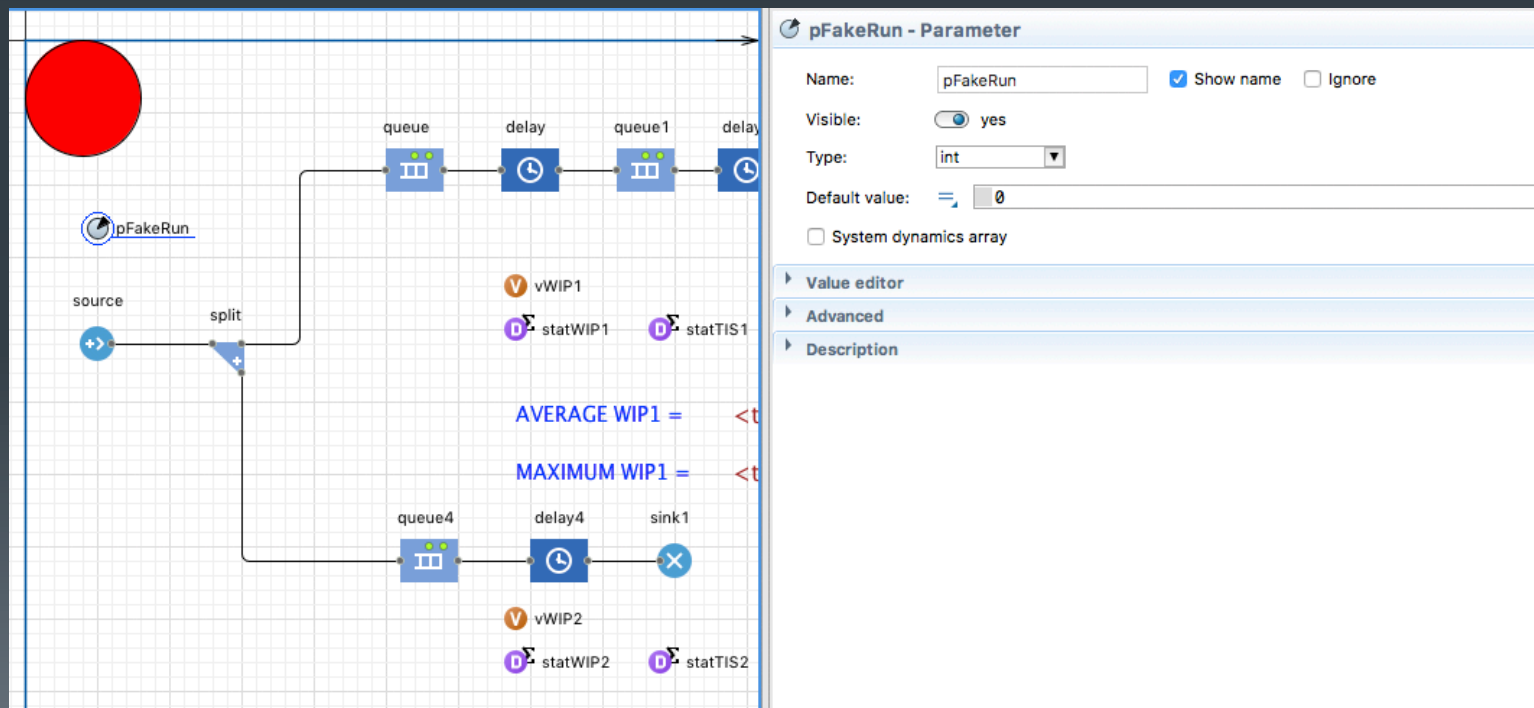 queue
delay
queue1
delay
pFakeRun
source
split
V vWIP1
D Σ statWIP1
D Σ statTIS1
AVERAGE WIP1 =
<t
MAXIMUM WIP1 =
<t
queue4
delay4
sink1
V vWIP2
D Σ statWIP2
D Σ statTIS2
pFakeRun - Parameter
Name: pFakeRun Show name Ignore
Visible: yes
Type: int
Default value: 0
System dynamics array
Value editor
Advanced
Description